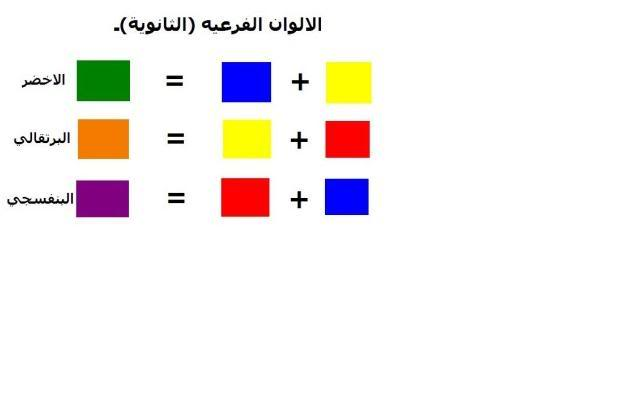 الالوان الفرعيه (الثانوية)ـ
+ = الاخضر
+ = البرتقالي
+ = البنفسجي